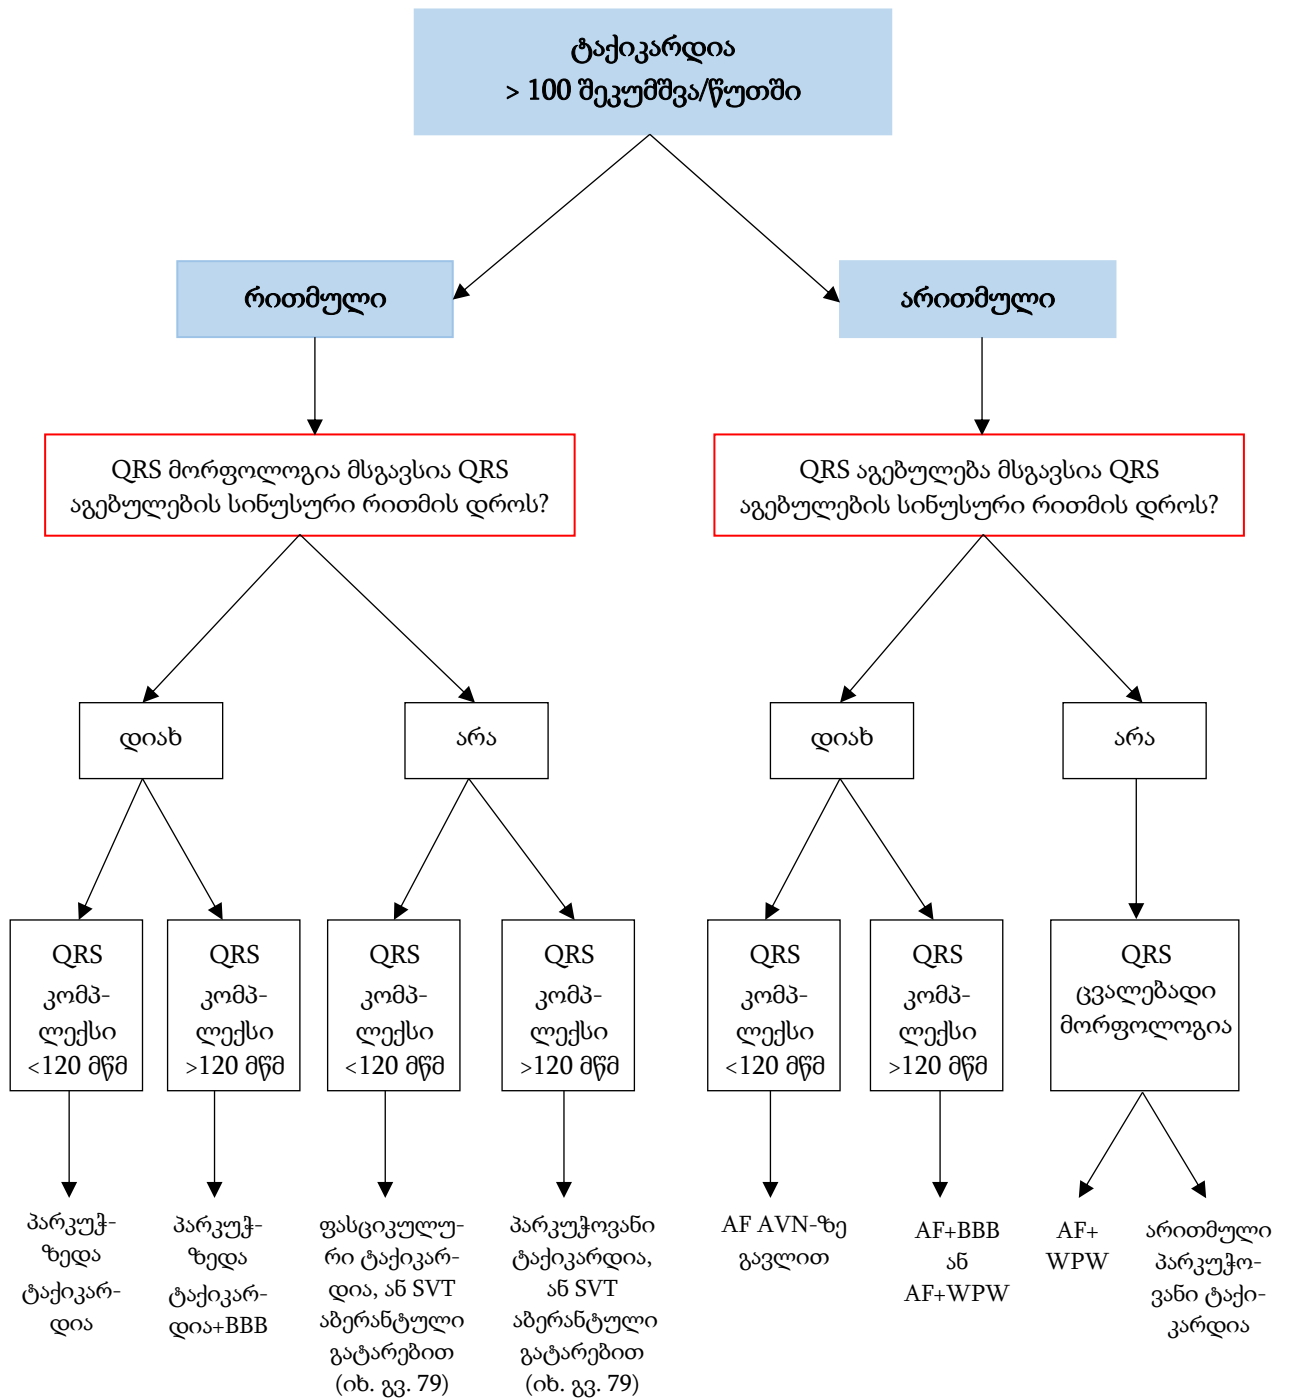 ტაქიკარდია
> 100 შეკუმშვა/წუთში
რითმული
არითმული
QRS მორფოლოგია მსგავსია QRS
აგებულების სინუსური რითმის დროს?
QRS აგებულება მსგავსია QRS
აგებულების სინუსური რითმის დროს?
დიახ
არა
დიახ
არა
QRS
კომპ-
ლექსი
<120 მწმ
QRS
კომპ-
ლექსი
>120 მწმ
QRS
კომპ-
ლექსი
<120 მწმ
QRS
კომპ-
ლექსი
>120 მწმ
QRS
კომპ-
ლექსი
<120 მწმ
QRS
კომპ-
ლექსი
>120 მწმ
QRS
ცვალებადი
მორფოლოგია
პარკუჭ-
ზედა
ტაქიკარ-
დია
პარკუჭ-
ზედა
ტაქიკარ-
დია+BBB
ფასციკულუ-
რი ტაქიკარ-
დია, ან SVT
აბერანტული
გატარებით
(იხ. გვ. 79)
პარკუჭოვანი
ტაქიკარდია,
ან SVT
აბერანტული
გატარებით
(იხ. გვ. 79)
AF AVN-ზე
გავლით
AF+BBB
ან
AF+WPW
AF+
WPW
არითმული
პარკუჭო-
ვანი ტაქი-
კარდია